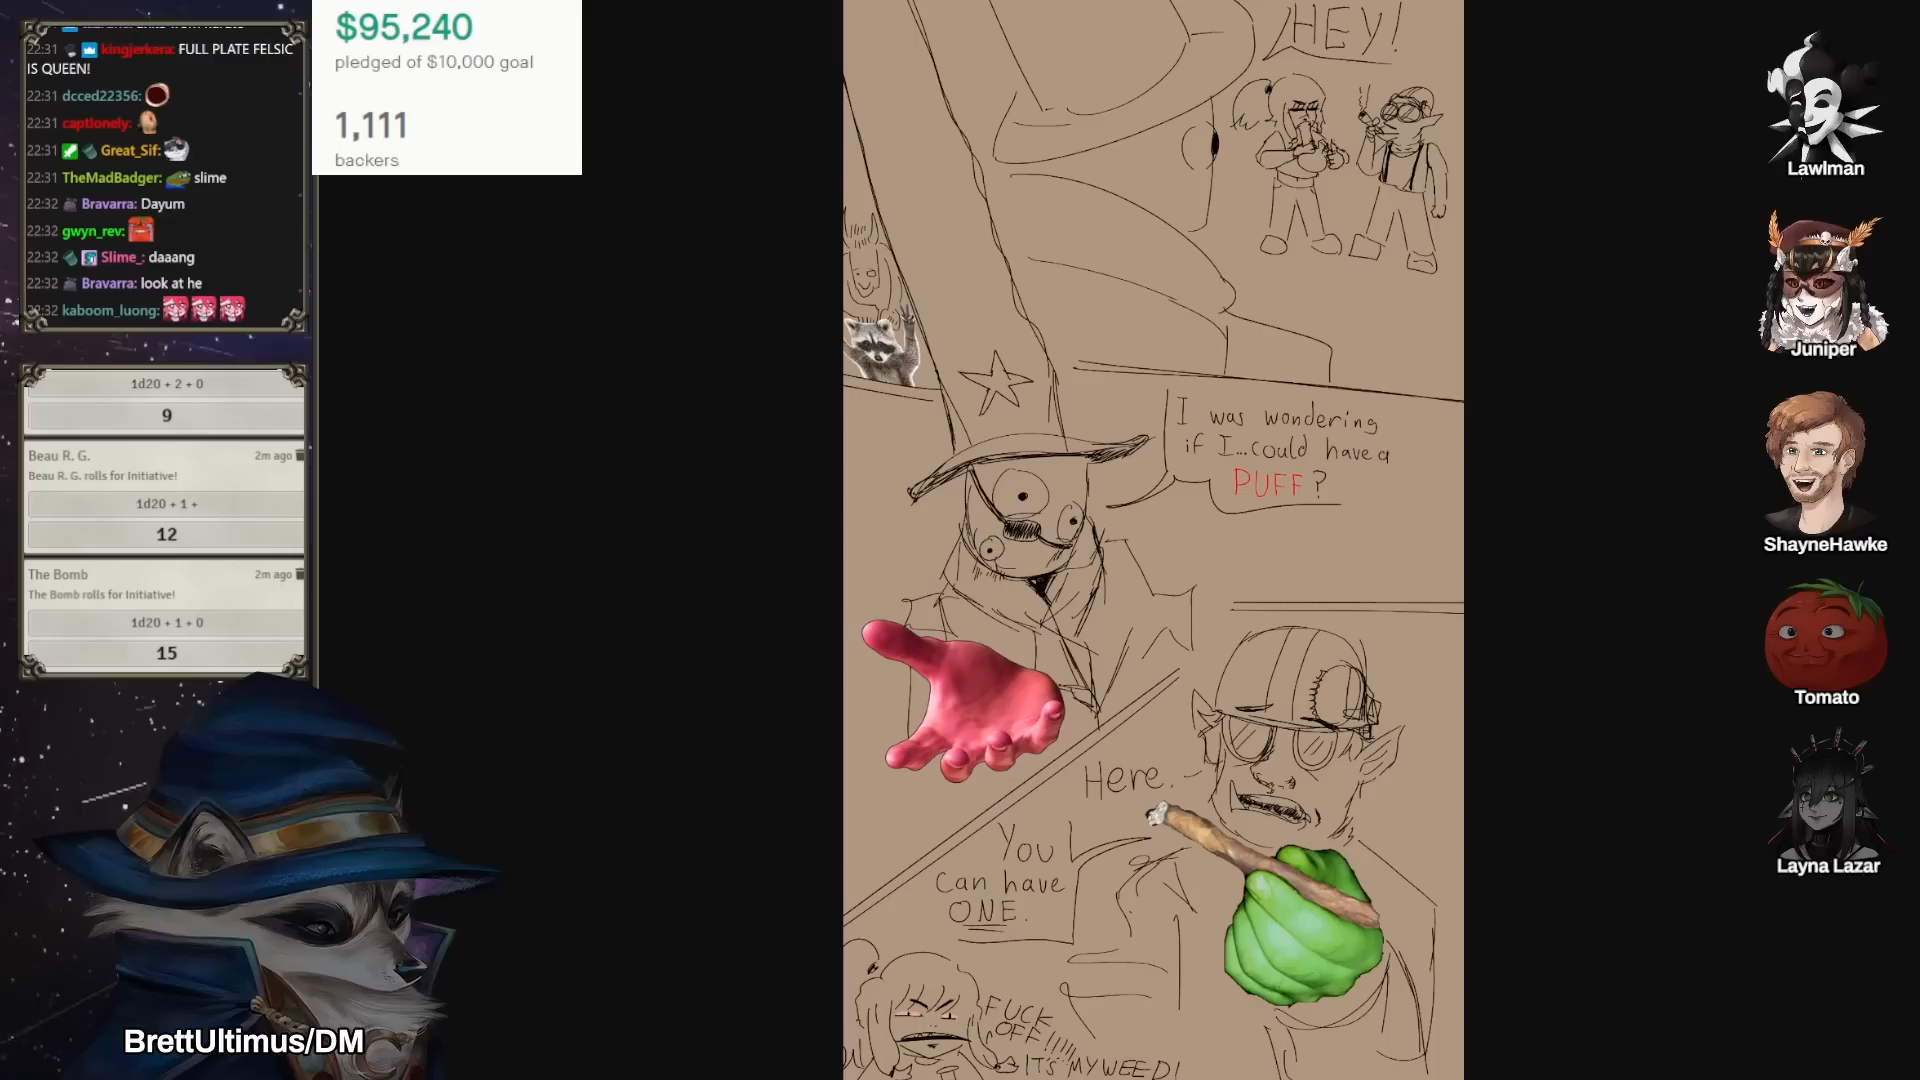 22:31 kingjerkera: FULL PLATE FELSIC
IS QUEEN!
22:31 dcced22356:
22:31 captionely:
22:31 Great_Sif:
22:31 TheMadBadger: slime
22:32 Bravarra: Dayum
22:32 gwyn_rev:
22:32 Slime_: daaang
22:32 Bravarra: look at he
22:32 kaboom_luong:
1d20 + 2 + 0
9
Beau R. G. 2m ago
Beau R. G. rolls for Initiative!
1d20 + 1 +
12
The Bomb 2m ago
The Bomb rolls for Initiative!
1d20 + 1 + 0
15
BrettUltimus/DM
$95,240
pledged of $10,000 goal
1,111
backers
HEY!
I was wondering
if I...could have a
PUFF?
Here.
You
can have
ONE.
FUCK
OFF!!!!!
IT'S MY WEED!
Lawlman
Juniper
ShayneHawke
Tomato
Layna Lazar